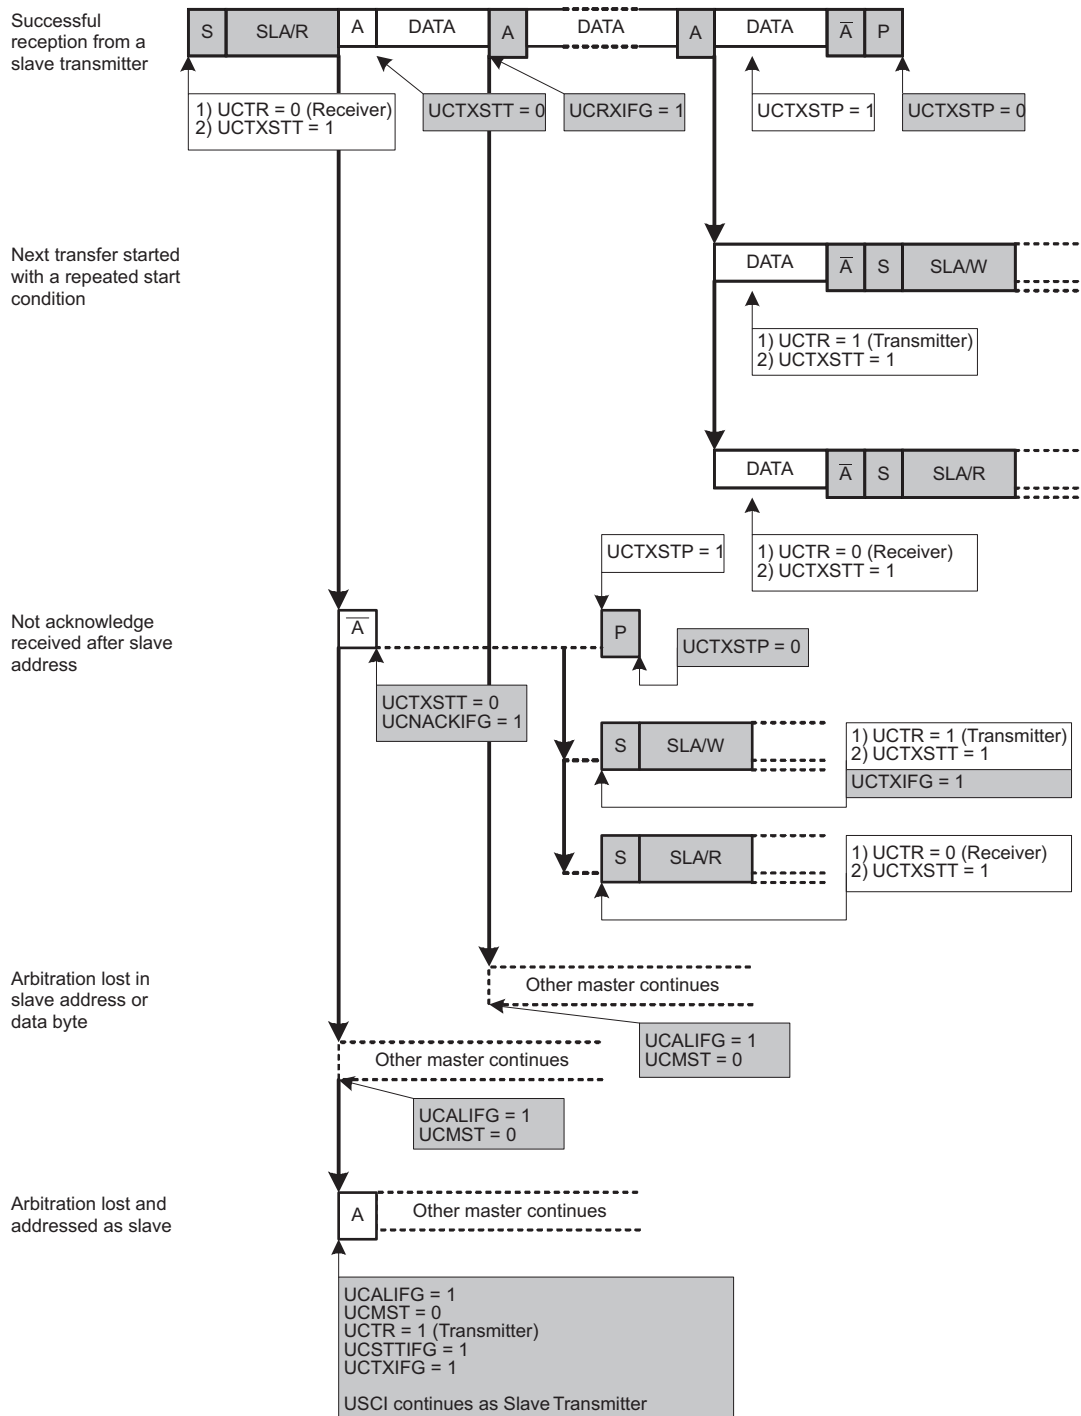 Successful
reception from a
slave transmitter
S SLA/R A DATA A DATA A DATA A̅ P
1) UCTR = 0 (Receiver)
2) UCTXSTT = 1
UCTXSTT = 0
UCRXIFG = 1
UCTXSTP = 1
UCTXSTP = 0
Next transfer started
with a repeated start
condition
DATA A̅ S SLA/W
1) UCTR = 1 (Transmitter)
2) UCTXSTT = 1
DATA A̅ S SLA/R
1) UCTR = 0 (Receiver)
2) UCTXSTT = 1
UCTXSTP = 1
Not acknowledge
received after slave
address
A̅
P
UCTXSTP = 0
UCTXSTT = 0
UCNACKIFG = 1
S SLA/W
1) UCTR = 1 (Transmitter)
2) UCTXSTT = 1
UCTXIFG = 1
S SLA/R
1) UCTR = 0 (Receiver)
2) UCTXSTT = 1
Arbitration lost in
slave address or
data byte
Other master continues
UCALIFG = 1
UCMST = 0
Other master continues
UCALIFG = 1
UCMST = 0
Arbitration lost and
addressed as slave
A Other master continues
UCALIFG = 1
UCMST = 0
UCTR = 1 (Transmitter)
UCSTTIFG = 1
UCTXIFG = 1
USCI continues as Slave Transmitter